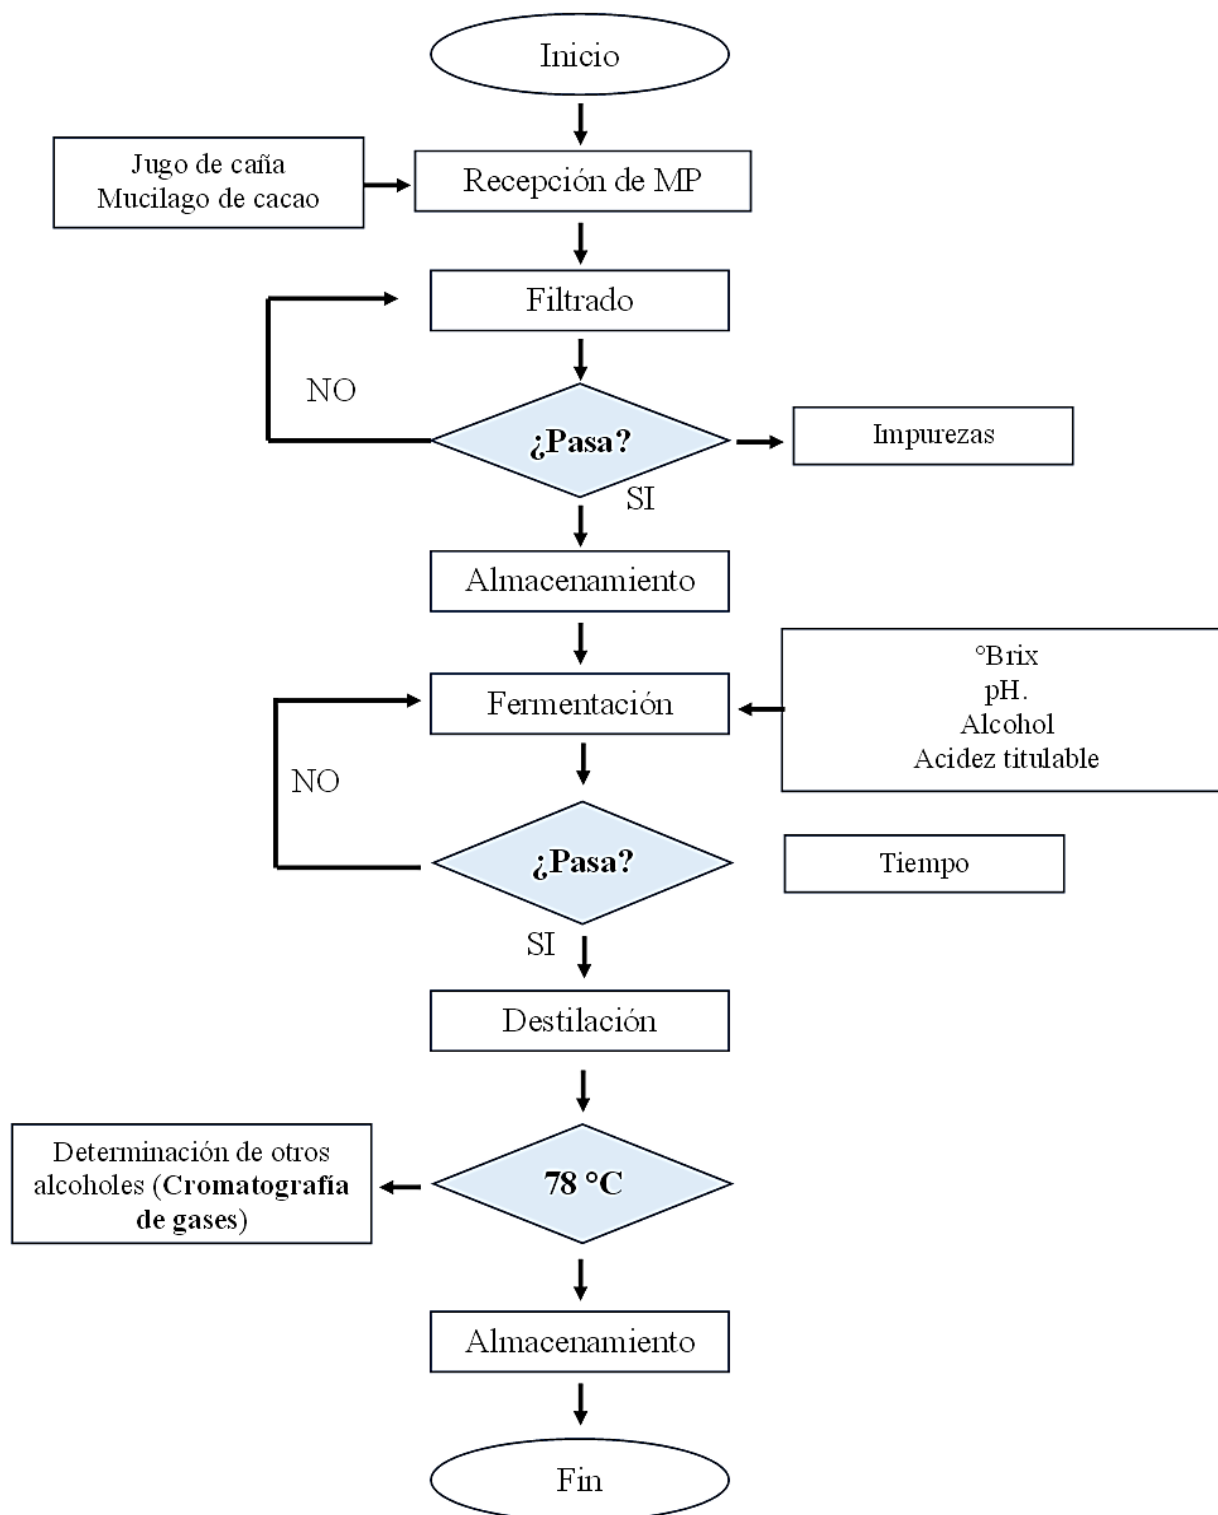 Inicio
Jugo de caña
Mucilago de cacao
Recepción de MP
Filtrado
NO
¿Pasa?
Impurezas
SI
Almacenamiento
Fermentación
°Brix
pH.
Alcohol
Acidez titulable
NO
¿Pasa?
Tiempo
SI
Destilación
Determinación de otros
alcoholes (Cromatografía
de gases)
78 °C
Almacenamiento
Fin